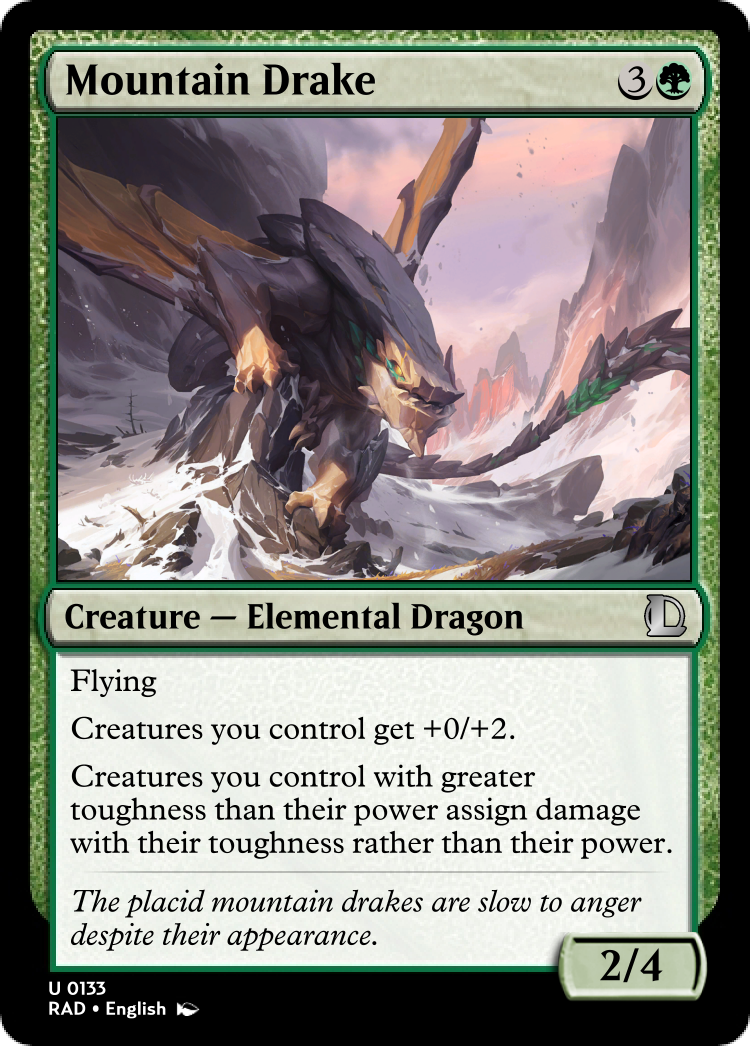 Mountain Drake 3
Creature — Elemental Dragon
Flying
Creatures you control get +0/+2.
Creatures you control with greater
toughness than their power assign damage
with their toughness rather than their power.
The placid mountain drakes are slow to anger
despite their appearance.
2/4
U 0133
RAD • English